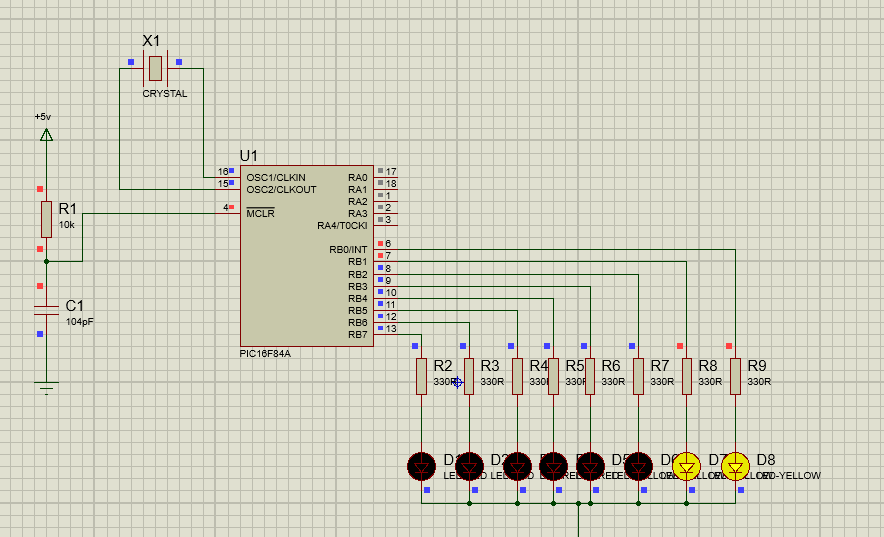 X1
CRYSTAL
+5v
R1
10k
C1
104pF
U1
16
15
4
OSC1/CLKIN
OSC2/CLKOUT
MCLR
RA0
RA1
RA2
RA3
RA4/T0CKI
RB0/INT
RB1
RB2
RB3
RB4
RB5
RB6
RB7
17
18
1
2
3
6
7
8
9
10
11
12
13
PIC16F84A
R2
R3
R4
R5
R6
R7
R8
R9
330R
330R
330R
330R
330R
330R
330R
D8
LED-YELLOW